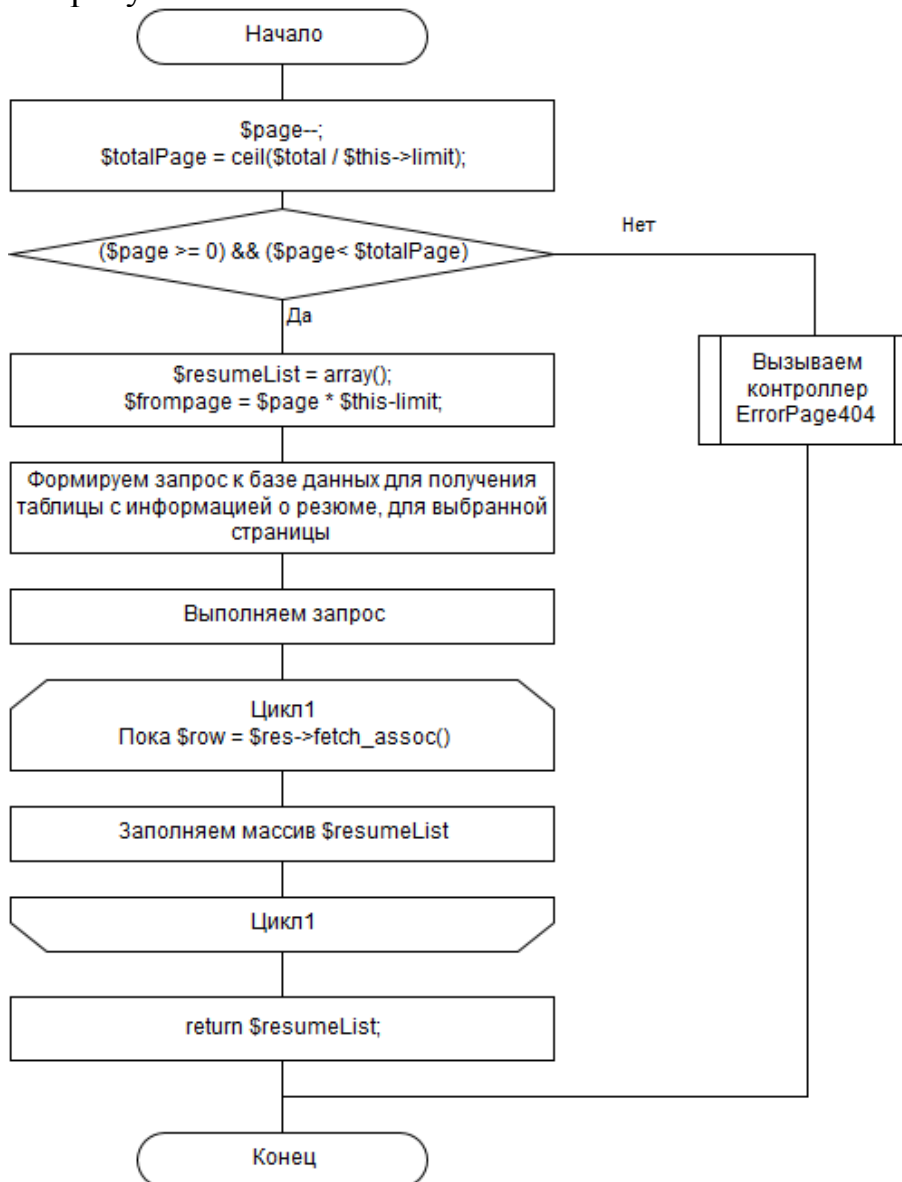 Начало
$page--;
$totalPage = ceil($total / $this->limit);
($page >= 0) && ($page< $totalPage)
Нет
Да
$resumeList = array();
$frompage = $page * $this-limit;
Вызываем
контроллер
ErrorPage404
Формируем запрос к базе данных для получения
таблицы с информацией о резюме, для выбранной
страницы
Выполняем запрос
Цикл1
Пока $row = $res->fetch_assoc()
Заполняем массив $resumeList
Цикл1
return $resumeList;
Конец